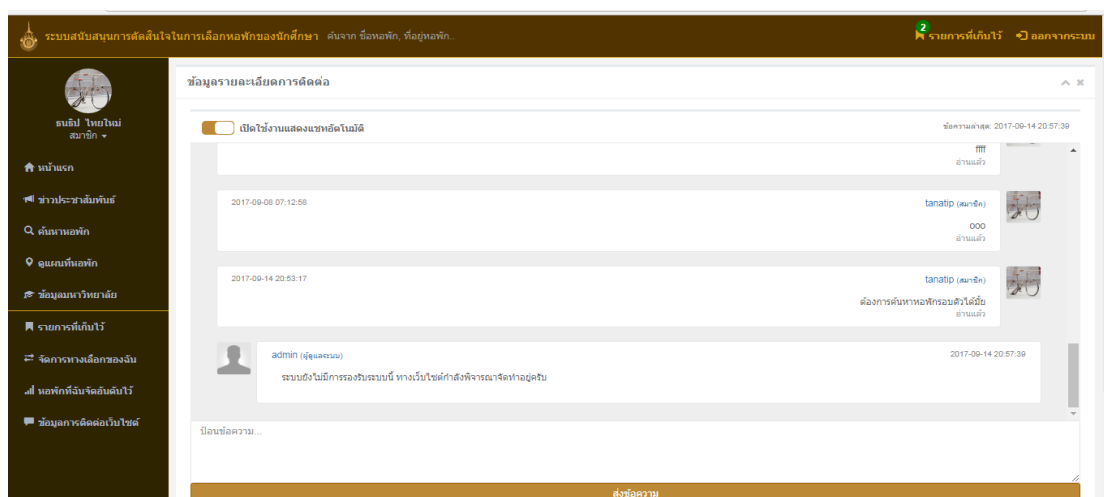 ระบบสนับสนุนการตัดสินใจในการเลือกหอพักของนักศึกษา ค้นจาก ชื่อหอพัก, ที่อยู่หอพัก.. 2 รายการที่เก็บไว้ ออกจากระบบ
ธนธิป ไทยใหม่
สมาชิก
หน้าแรก
ข่าวประชาสัมพันธ์
ค้นหาหอพัก
ดูแผนที่หอพัก
ข้อมูลมหาวิทยาลัย
รายการที่เก็บไว้
จัดการทางเลือกของฉัน
หอพักที่ฉันจัดอันดับไว้
ข้อมูลการติดต่อเว็บไซต์
ข้อมูลรายละเอียดการติดต่อ
เปิดใช้งานแสดงแชทอัตโนมัติ ข้อความล่าสุด: 2017-09-14 20:57:39
ffff
อ่านแล้ว
2017-09-08 07:12:58 tanatip (สมาชิก)
ooo
อ่านแล้ว
2017-09-14 20:53:17 tanatip (สมาชิก)
ต้องการค้นหาหอพักรอบตัวได้มั้ย
อ่านแล้ว
admin (ผู้ดูแลระบบ) 2017-09-14 20:57:39
ระบบยังไม่มีการรองรับระบบนี้ ทางเว็บไซต์กำลังพิจารณาจัดทำอยู่ครับ
ป้อนข้อความ...
ส่งข้อความ